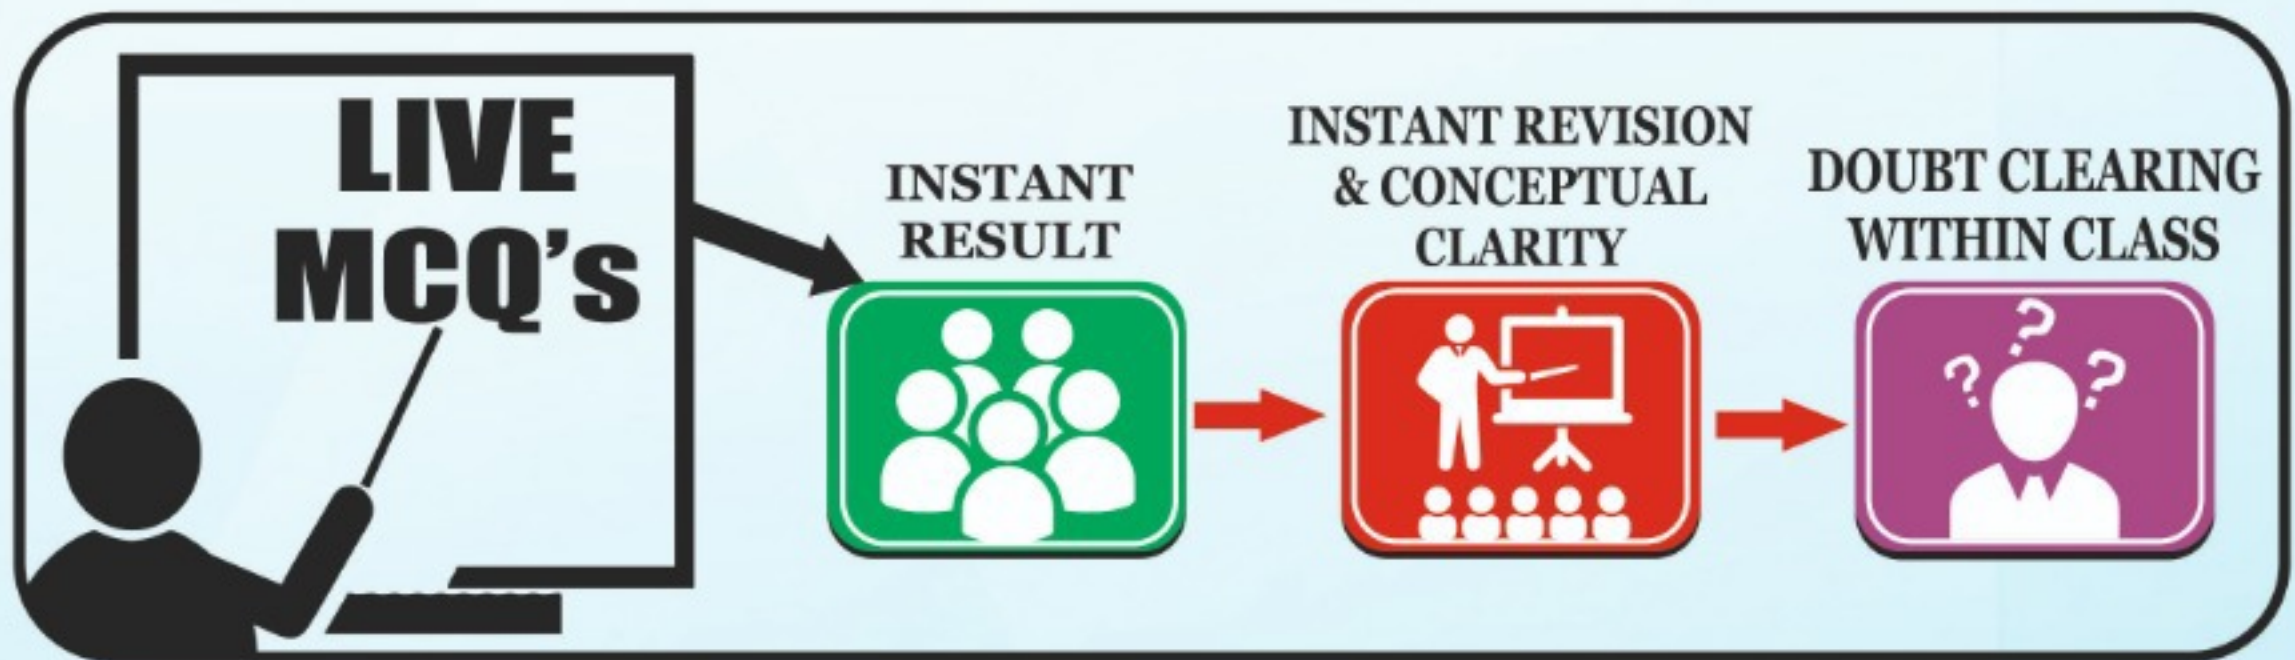 LIVE
MCQ's
INSTANT
RESULT
INSTANT REVISION
& CONCEPTUAL
CLARITY
DOUBT CLEARING
WITHIN CLASS
? ? ?